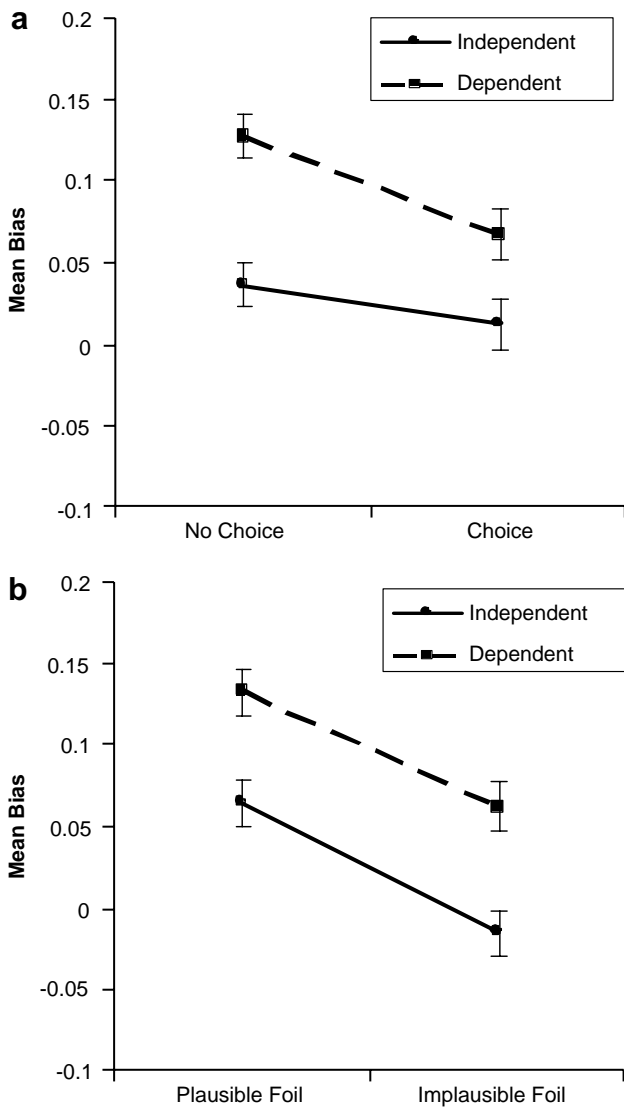 a
0.2
Independent
Dependent
0.15
0.1
0.05
0
-0.05
-0.1
Mean Bias
No Choice
Choice
b
0.2
Independent
Dependent
0.15
0.1
0.05
0
-0.05
-0.1
Mean Bias
Plausible Foil
Implausible Foil